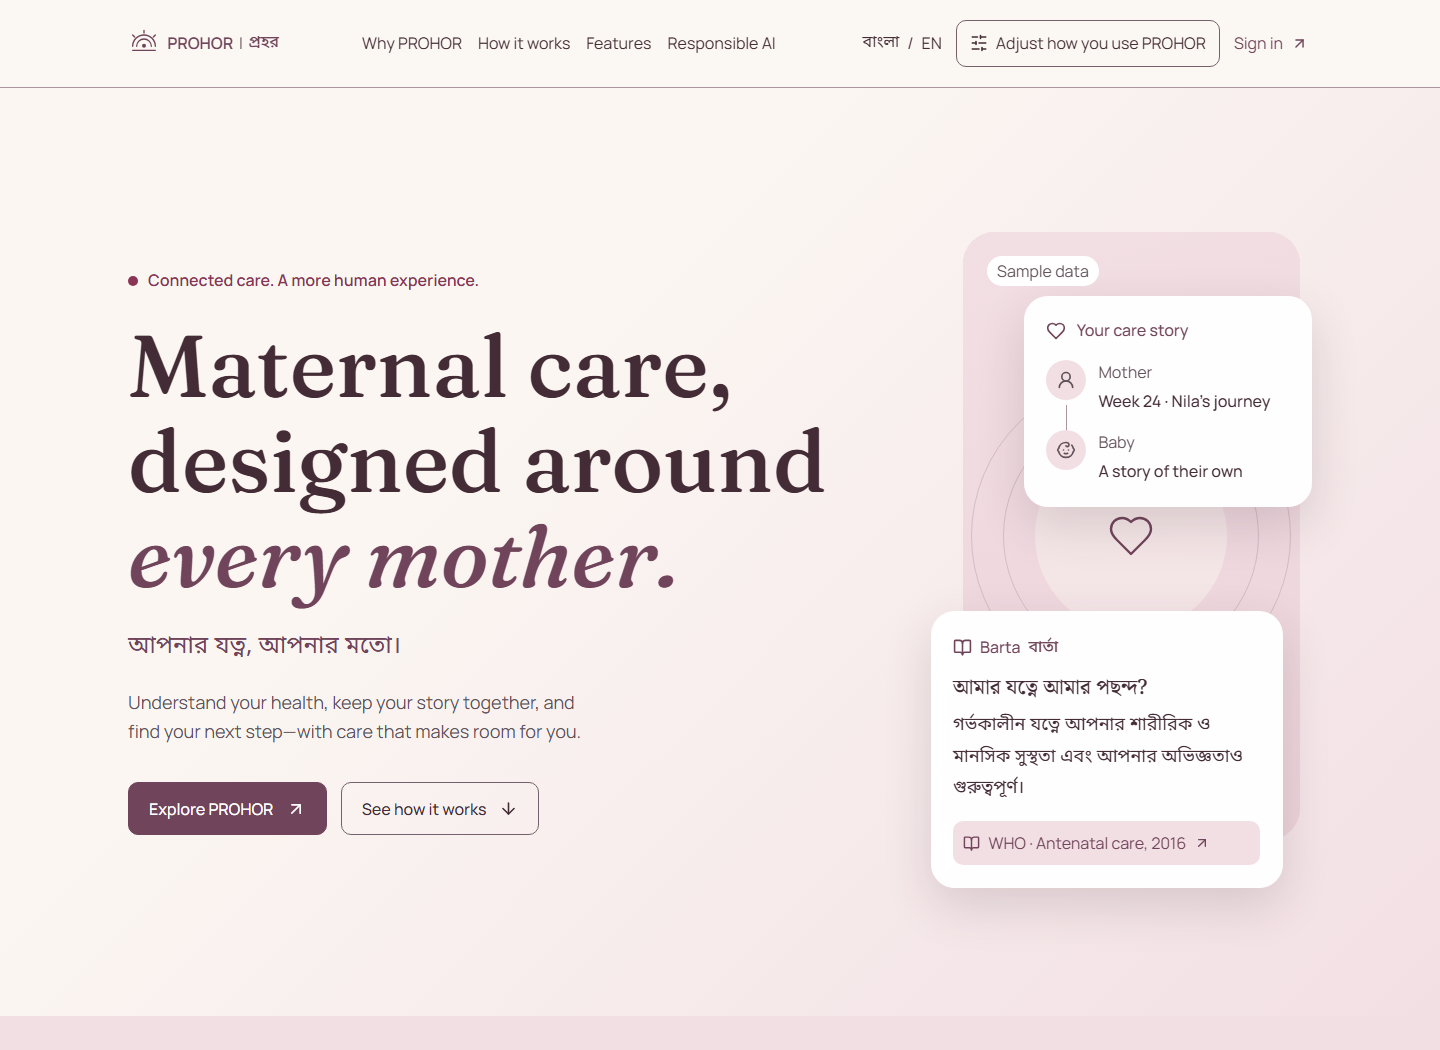 PROHOR | প্রহর
Why PROHOR
How it works
Features
Responsible AI
বাংলা / EN
Adjust how you use PROHOR
Sign in
Connected care. A more human experience.
Maternal care,
designed around
every mother.
আপনার যত্ন, আপনার মতো।
Understand your health, keep your story together, and
find your next step—with care that makes room for you.
Explore PROHOR
See how it works
Sample data
Your care story
Mother
Week 24 · Nila’s journey
Baby
A story of their own
Barta বার্তা
আমার যত্নে আমার পছন্দ?
গর্ভকালীন যত্নে আপনার শারীরিক ও
মানসিক সুস্থতা এবং আপনার অভিজ্ঞতাও
গুরুত্বপূর্ণ।
WHO · Antenatal care, 2016